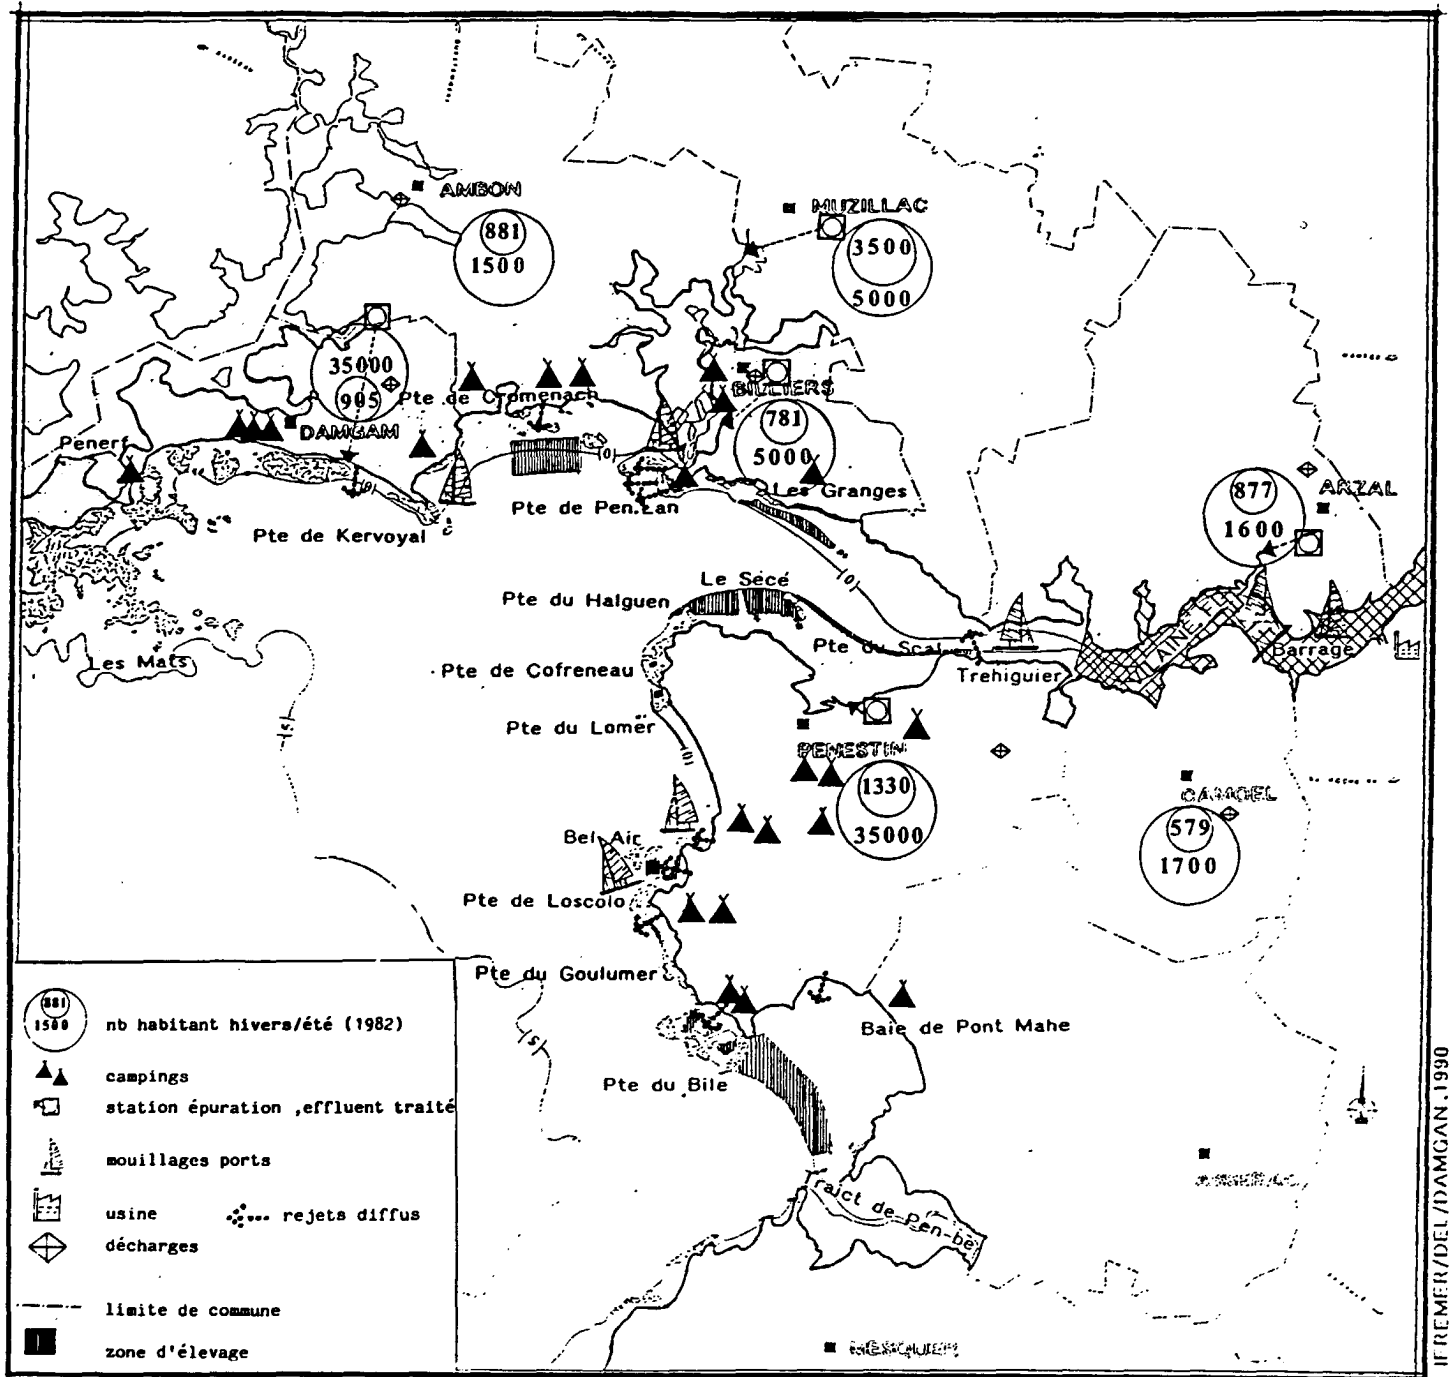 AMBON
881
1500
MUZILLAC
3500
5000
35000
905
Pte de Cromenach
BILLIERS
781
5000
DAMGAM
Penerf
Les Granges
Pte de Pen Lan
Pte de Kervoyal
877
1600
ARZAL
Le Sécé
Pte du Halguen
Pte du Scal
Les Mats
Pte de Cofreneau
Trehiguier
Barrage
Pte du Lomer
PENESTIN
1330
35000
CAMOEL
579
1700
Bel Air
Pte de Loscolo
Pte du Goulumer
Baie de Pont Mahe
Pte du Bile
Traict de Pen-bé
MESQUER
881
1500
nb habitant hivers/été (1982)
campings
station épuration ,effluent traité
mouillages ports
usine
rejets diffus
décharges
limite de commune
zone d'élevage
IFREMER/DEL/DAMGAN.1990